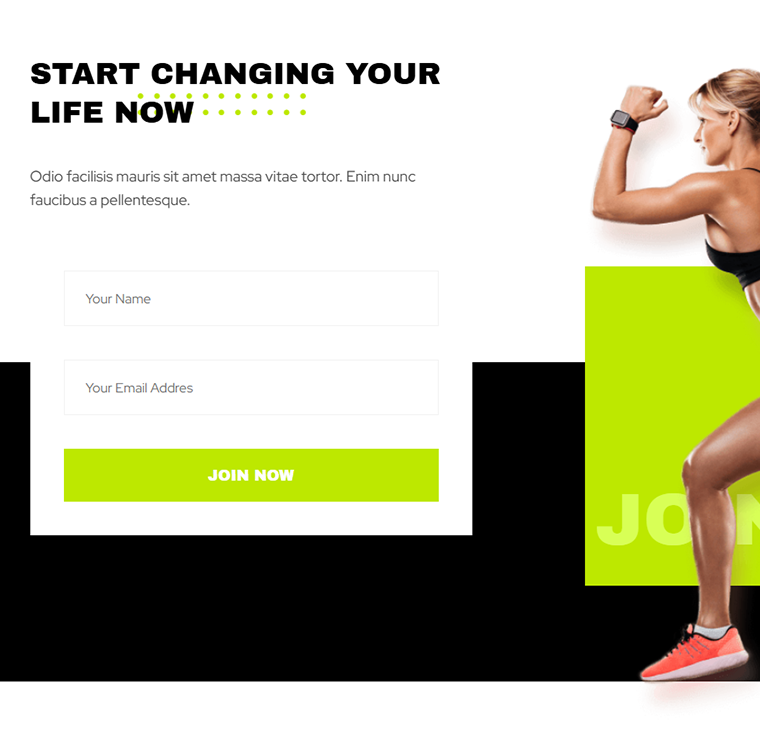 START CHANGING YOUR
LIFE NOW
Odio facilisis mauris sit amet massa vitae tortor. Enim nunc
faucibus a pellentesque.
Your Name
Your Email Addres
JOIN NOW
JO N